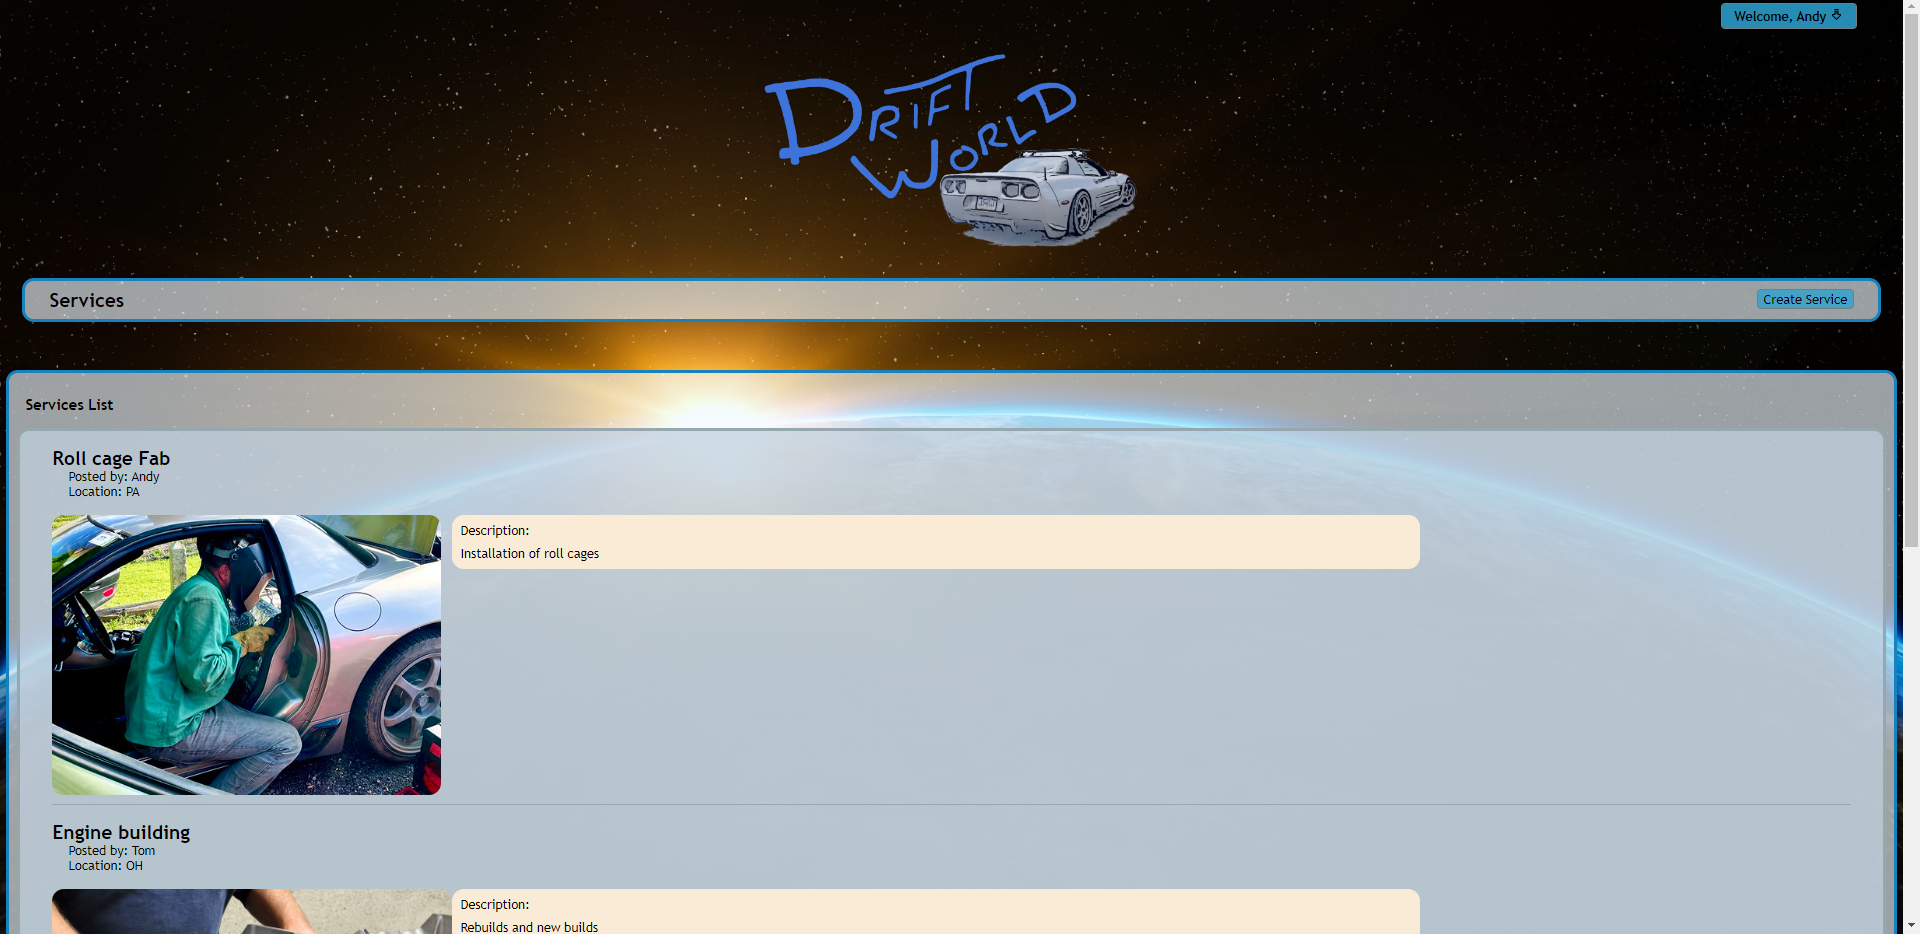 Welcome, Andy
DRIFT
WORLD
Services
Create Service
Services List
Roll cage Fab
Posted by: Andy
Location: PA
Description:
Installation of roll cages
Engine building
Posted by: Tom
Location: OH
Description:
Rebuilds and new builds